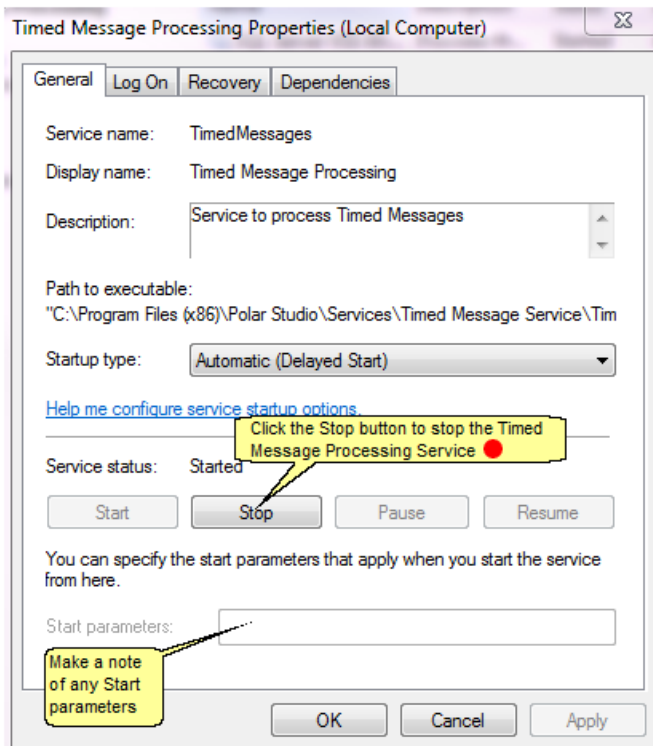 Timed Message Processing Properties (Local Computer)
General Log On Recovery Dependencies
Service name: TimedMessages
Display name: Timed Message Processing
Description: Service to process Timed Messages
Path to executable:
"C:\Program Files (x86)\Polar Studio\Services\Timed Message Service\Tim
Startup type: Automatic (Delayed Start)
Help me configure service startup options.
Click the Stop button to stop the Timed
Message Processing Service
Service status: Started
Start Stop Pause Resume
You can specify the start parameters that apply when you start the service
from here.
Start parameters:
Make a note
of any Start
parameters
OK Cancel Apply